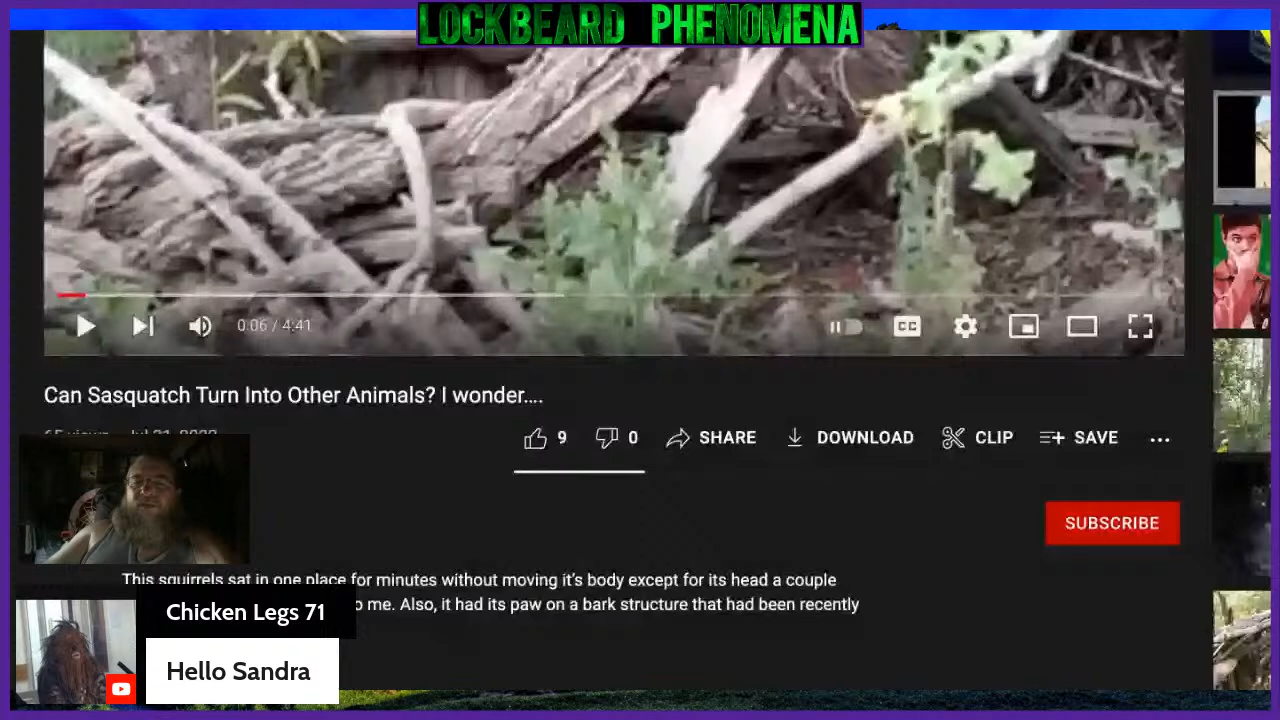 LOCKBEARD PHENOMENA
0:06 / 4:41
CC
Can Sasquatch Turn Into Other Animals? I wonder....
9
0
SHARE
DOWNLOAD
CLIP
SAVE
SUBSCRIBE
This squirrels sat in one place for minutes without moving it's body except for its head a couple
o me. Also, it had its paw on a bark structure that had been recently
Chicken Legs 71
Hello Sandra